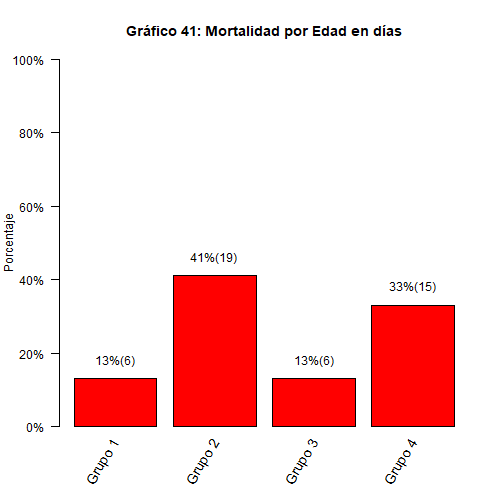 Gráfico 41: Mortalidad por Edad en días
Porcentaje
100%
80%
60%
40%
20%
0%
13%(6)
41%(19)
13%(6)
33%(15)
Grupo 1
Grupo 2
Grupo 3
Grupo 4